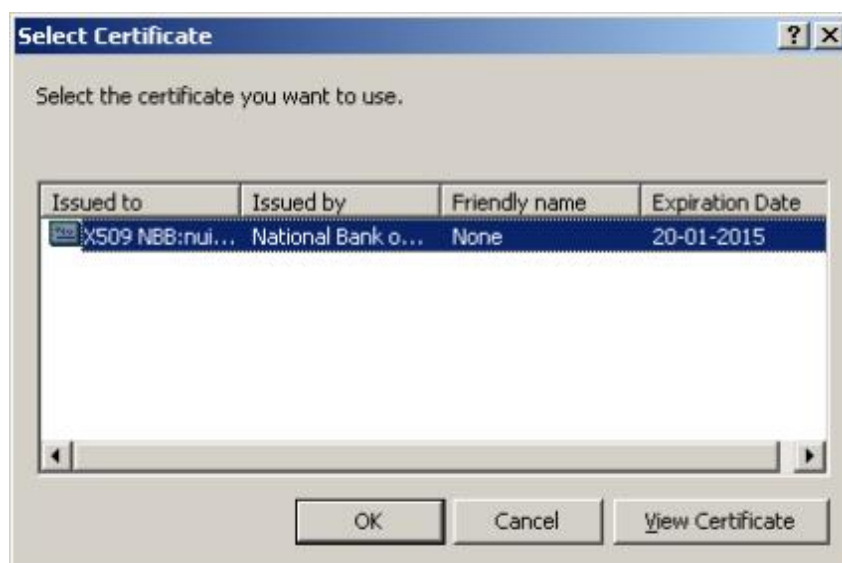 Select Certificate
Select the certificate you want to use.
Issued to Issued by Friendly name Expiration Date
X509 NBB:nui... National Bank o... None 20-01-2015
OK Cancel View Certificate